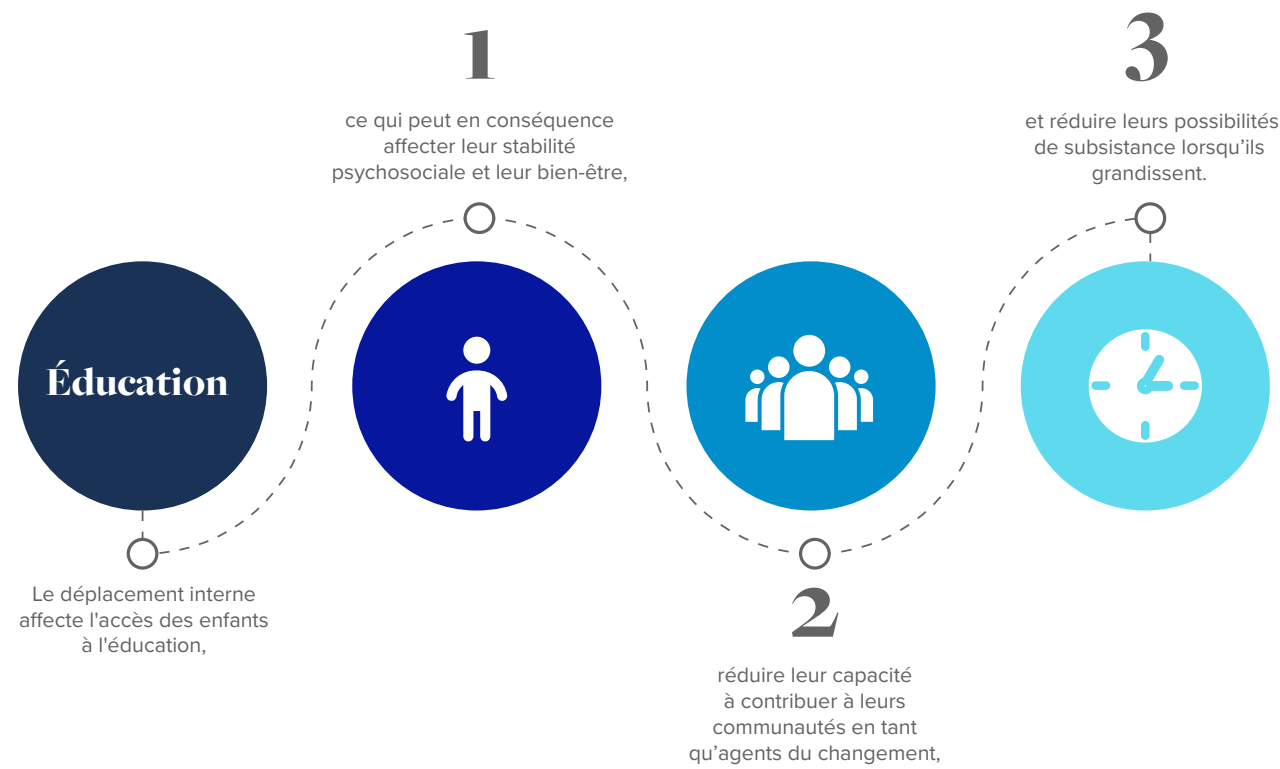 Éducation
Le déplacement interne
affecte l'accès des enfants
à l'éducation,
1
ce qui peut en conséquence
affecter leur stabilité
psychosociale et leur bien-être,
2
réduire leur capacité
à contribuer à leurs
communautés en tant
qu’agents du changement,
3
et réduire leurs possibilités
de subsistance lorsqu’ils
grandissent.